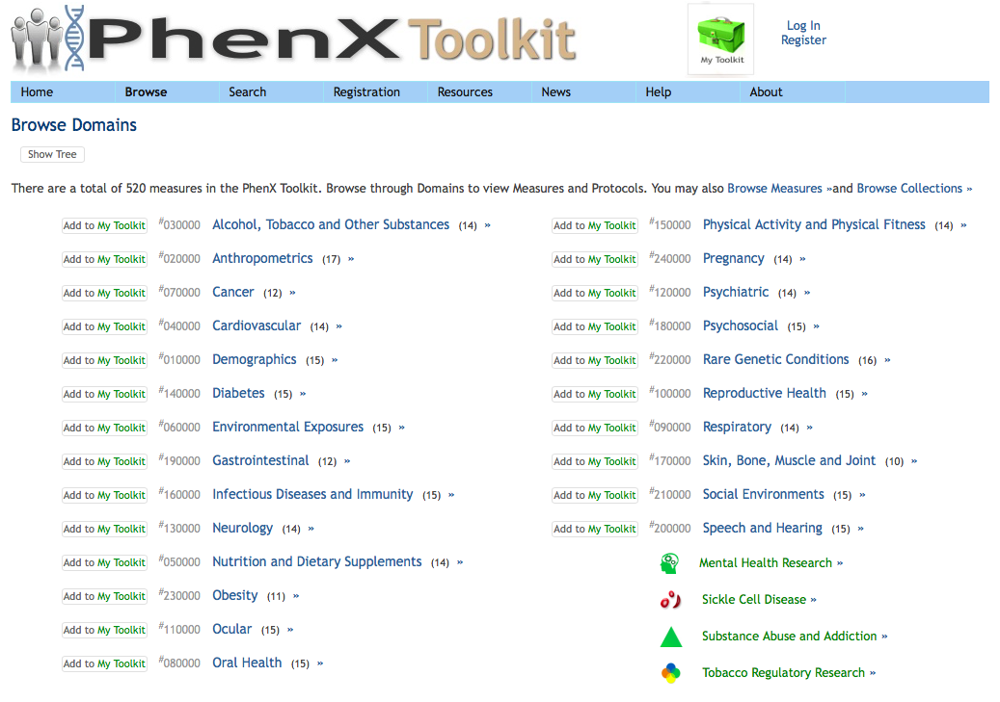 PhenX Toolkit
My Toolkit
Log In
Register
Home Browse Search Registration Resources News Help About
Browse Domains
Show Tree
There are a total of 520 measures in the PhenX Toolkit. Browse through Domains to view Measures and Protocols. You may also Browse Measures »and Browse Collections »
Add to My Toolkit #030000 Alcohol, Tobacco and Other Substances (14) »
Add to My Toolkit #020000 Anthropometrics (17) »
Add to My Toolkit #070000 Cancer (12) »
Add to My Toolkit #040000 Cardiovascular (14) »
Add to My Toolkit #010000 Demographics (15) »
Add to My Toolkit #140000 Diabetes (15) »
Add to My Toolkit #060000 Environmental Exposures (15) »
Add to My Toolkit #190000 Gastrointestinal (12) »
Add to My Toolkit #160000 Infectious Diseases and Immunity (15) »
Add to My Toolkit #130000 Neurology (14) »
Add to My Toolkit #050000 Nutrition and Dietary Supplements (14) »
Add to My Toolkit #230000 Obesity (11) »
Add to My Toolkit #110000 Ocular (15) »
Add to My Toolkit #080000 Oral Health (15) »
Add to My Toolkit #150000 Physical Activity and Physical Fitness (14) »
Add to My Toolkit #240000 Pregnancy (14) »
Add to My Toolkit #120000 Psychiatric (14) »
Add to My Toolkit #180000 Psychosocial (15) »
Add to My Toolkit #220000 Rare Genetic Conditions (16) »
Add to My Toolkit #100000 Reproductive Health (15) »
Add to My Toolkit #090000 Respiratory (14) »
Add to My Toolkit #170000 Skin, Bone, Muscle and Joint (10) »
Add to My Toolkit #210000 Social Environments (15) »
Add to My Toolkit #200000 Speech and Hearing (15) »
Mental Health Research »
Sickle Cell Disease »
Substance Abuse and Addiction »
Tobacco Regulatory Research »